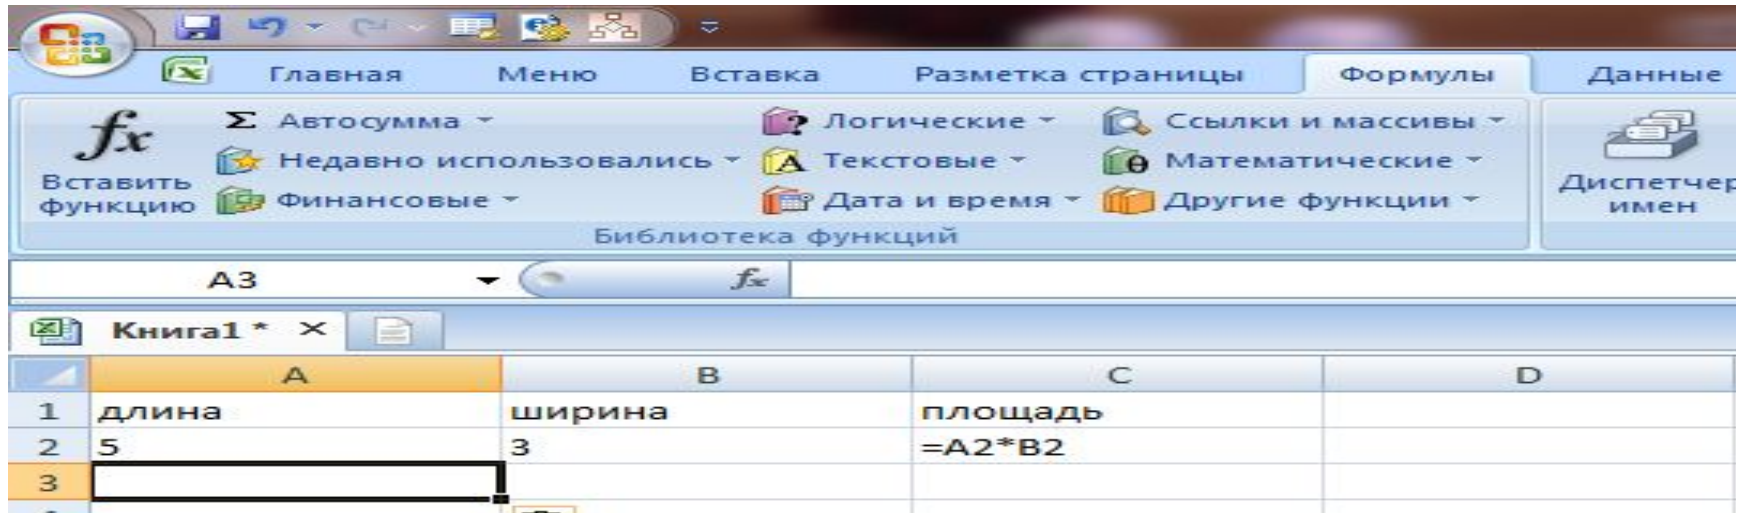 Главная Меню Вставка Разметка страницы Формулы Данные
fx Вставить функцию
Σ Автосумма
Недавно использовались
Финансовые
Логические
Текстовые
Дата и время
Ссылки и массивы
Математические
Другие функции
Диспетчер
имен
Библиотека функций
A3 fx
Книга1 *
A B C D
1 длина ширина площадь
2 5 3 =A2*B2
3